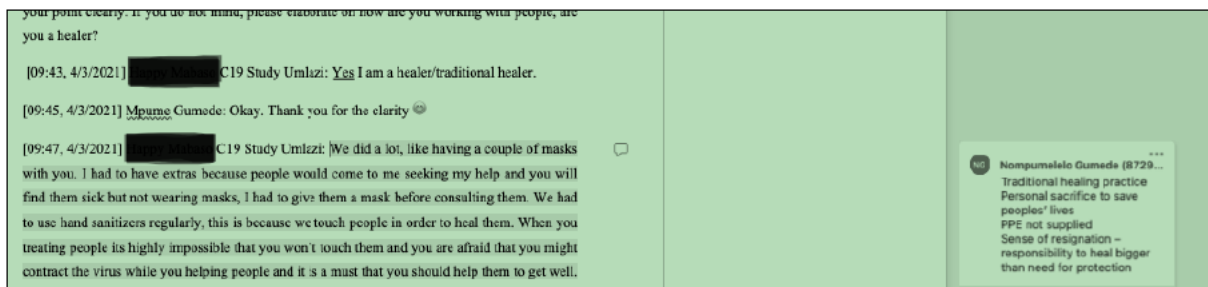 your point clearly. If you do not mind, please elaborate on how are you working with people, are
you a healer?
[09:43, 4/3/2021] C19 Study Umlazi: Yes I am a healer/traditional healer.
[09:45, 4/3/2021] Mpume Gumede: Okay. Thank you for the clarity
[09:47, 4/3/2021] C19 Study Umlazi: We did a lot, like having a couple of masks
with you. I had to have extras because people would come to me seeking my help and you will
find them sick but not wearing masks, I had to give them a mask before consulting them. We had
to use hand sanitizers regularly, this is because we touch people in order to heal them. When you
treating people its highly impossible that you won't touch them and you are afraid that you might
contract the virus while you helping people and it is a must that you should help them to get well.
NG
Nompumelelo Gumede (8729...
Traditional healing practice
Personal sacrifice to save
peoples' lives
PPE not supplied
Sense of resignation –
responsibility to heal bigger
than need for protection